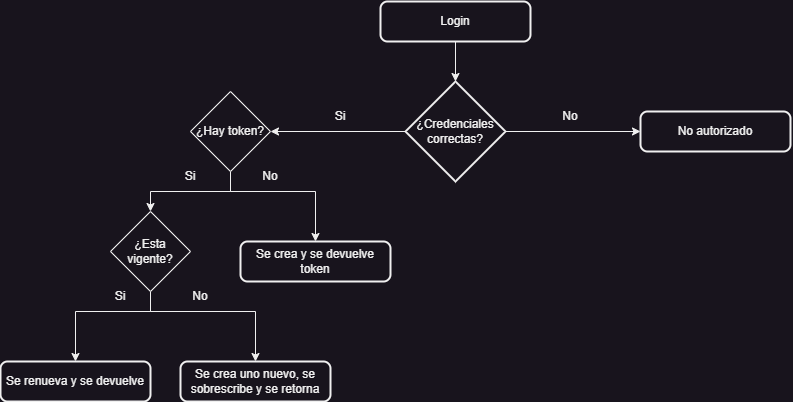 Login
¿Credenciales
correctas?
Si
No
¿Hay token?
No autorizado
Si
No
¿Esta
vigente?
Se crea y se devuelve
token
Si
No
Se renueva y se devuelve
Se crea uno nuevo, se
sobrescribe y se retorna